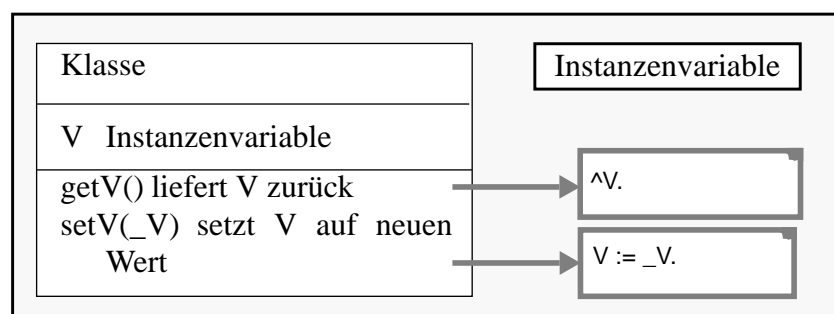 Klasse
Instanzenvariable
V Instanzenvariable
getV() liefert V zurück
^V.
setV(_V) setzt V auf neuen
Wert
V := _V.